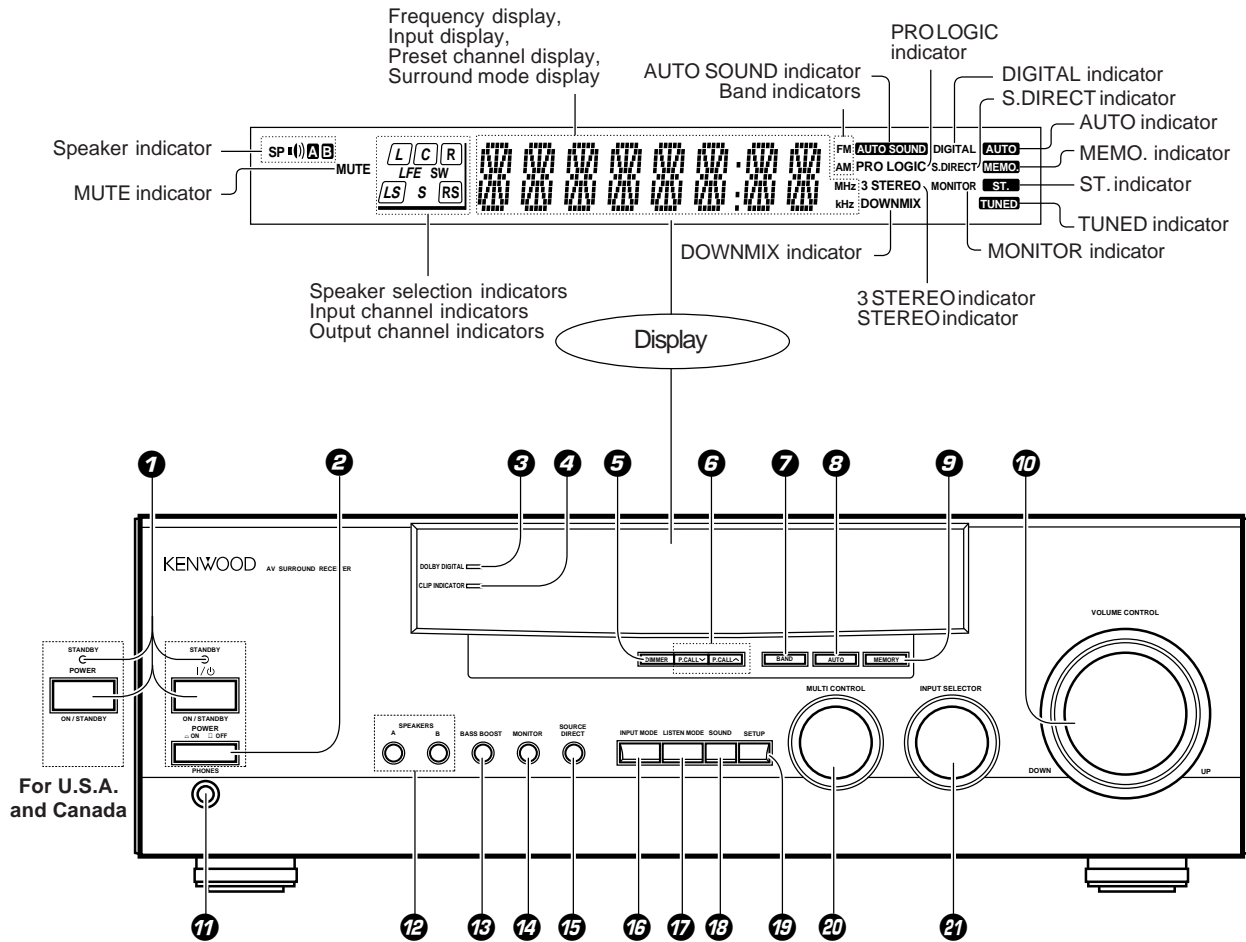 Frequency display,
Input display,
Preset channel display,
Surround mode display
PRO LOGIC
indicator
AUTO SOUND indicator
Band indicators
DIGITAL indicator
S.DIRECT indicator
AUTO indicator
MEMO. indicator
ST. indicator
TUNED indicator
MONITOR indicator
Speaker indicator
MUTE indicator
SP A B
MUTE
L C R
LFE SW
LS S RS
FM AUTO SOUND DIGITAL AUTO
AM PRO LOGIC S.DIRECT MEMO.
MHz 3 STEREO MONITOR ST.
kHz DOWNMIX TUNED
DOWNMIX indicator
3 STEREO indicator
STEREO indicator
Speaker selection indicators
Input channel indicators
Output channel indicators
Display
1 2 3 4 5 6 7 8 9 10
KENWOOD AV SURROUND RECEIVER
DOLBY DIGITAL
CLIP INDICATOR
VOLUME CONTROL
DOWN UP
STANDBY
POWER
ON / STANDBY
For U.S.A.
and Canada
STANDBY
I / ⏻
ON / STANDBY
POWER
ON OFF
PHONES
DIMMER P.CALL P.CALL BAND AUTO MEMORY
MULTI CONTROL INPUT SELECTOR
SPEAKERS
A B
BASS BOOST MONITOR
SOURCE
DIRECT
INPUT MODE LISTEN MODE SOUND SETUP
11 12 13 14 15 16 17 18 19 20 21